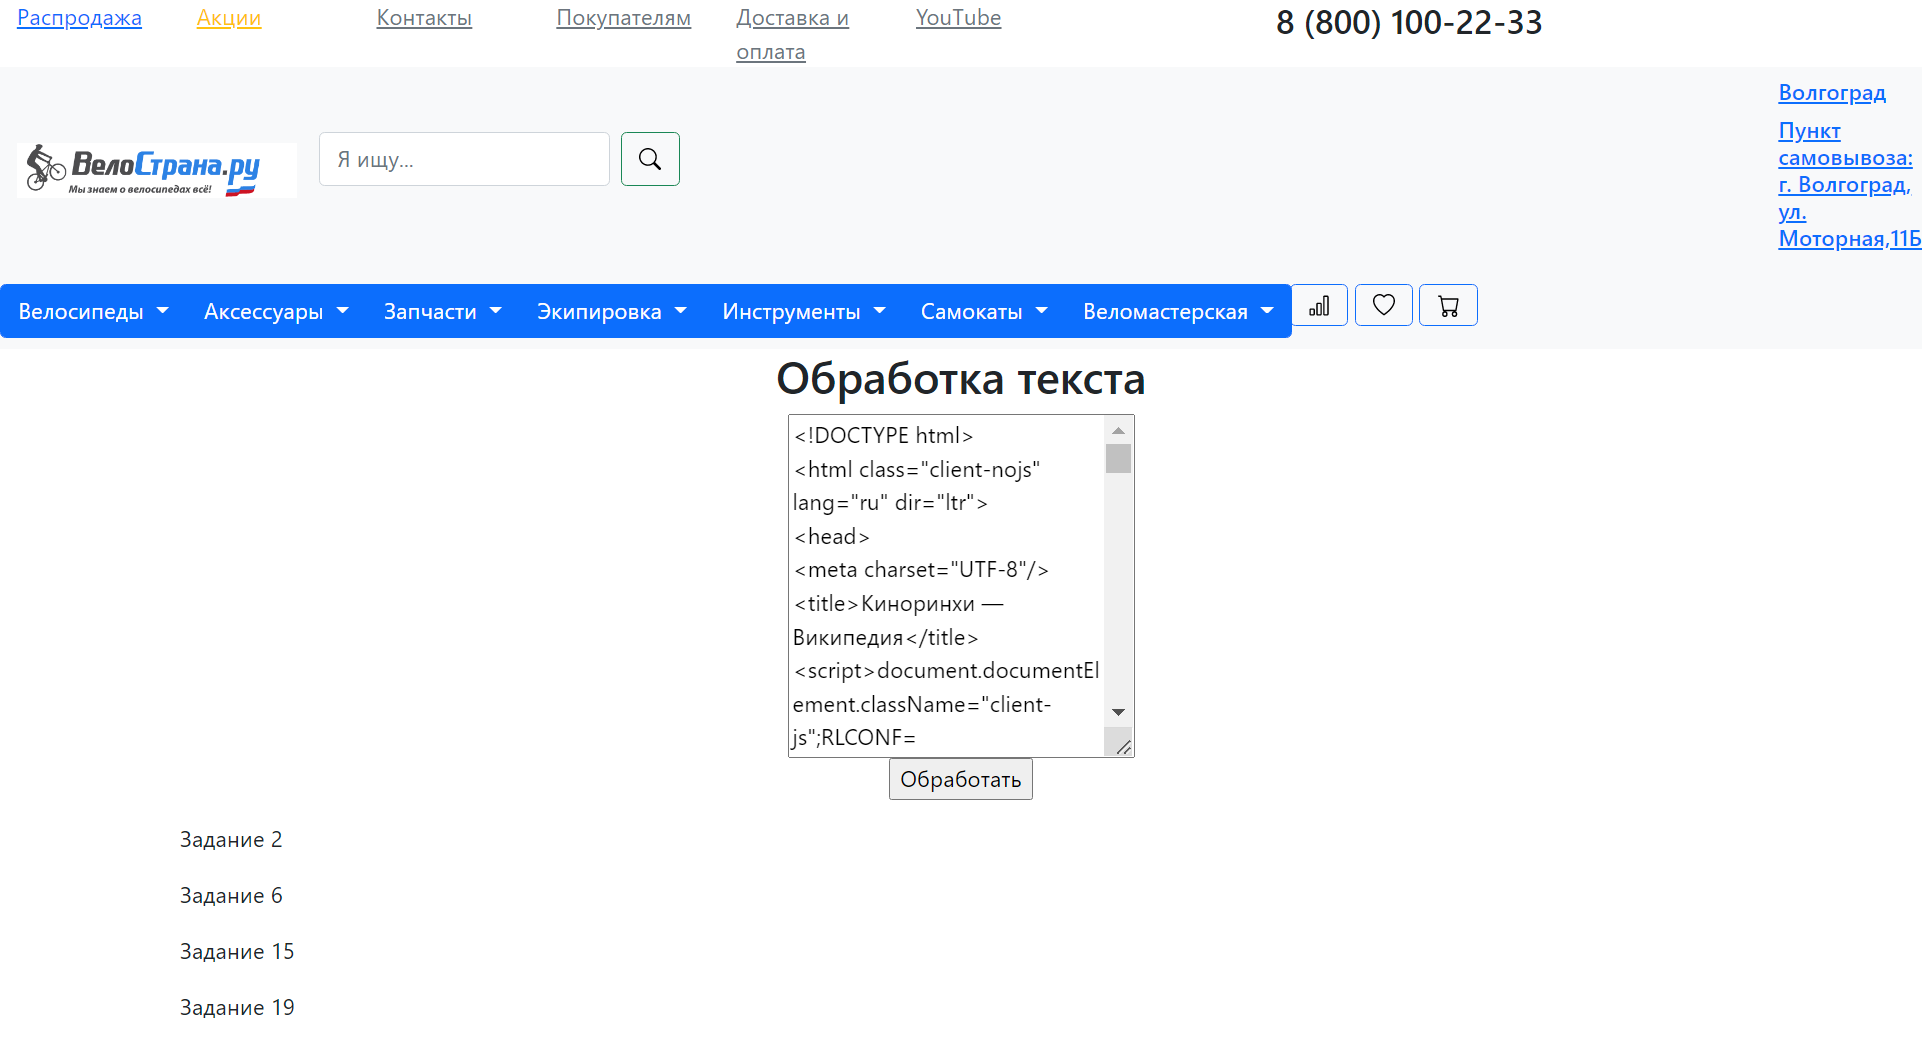 Распродажа
Акции
Контакты
Покупателям
Доставка и
оплата
YouTube
8 (800) 100-22-33
ВелоСтрана.ру
Мы знаем о велосипедах всё!
Я ищу...
Волгоград
Пункт
самовывоза:
г. Волгоград,
ул.
Моторная,11Б
Велосипеды
Аксессуары
Запчасти
Экипировка
Инструменты
Самокаты
Веломастерская
Обработка текста
<!DOCTYPE html>
<html class="client-nojs"
lang="ru" dir="ltr">
<head>
<meta charset="UTF-8"/>
<title>Киноринхи —
Википедия</title>
<script>document.documentEl
ement.className="client-
js";RLCONF=
Обработать
Задание 2
Задание 6
Задание 15
Задание 19